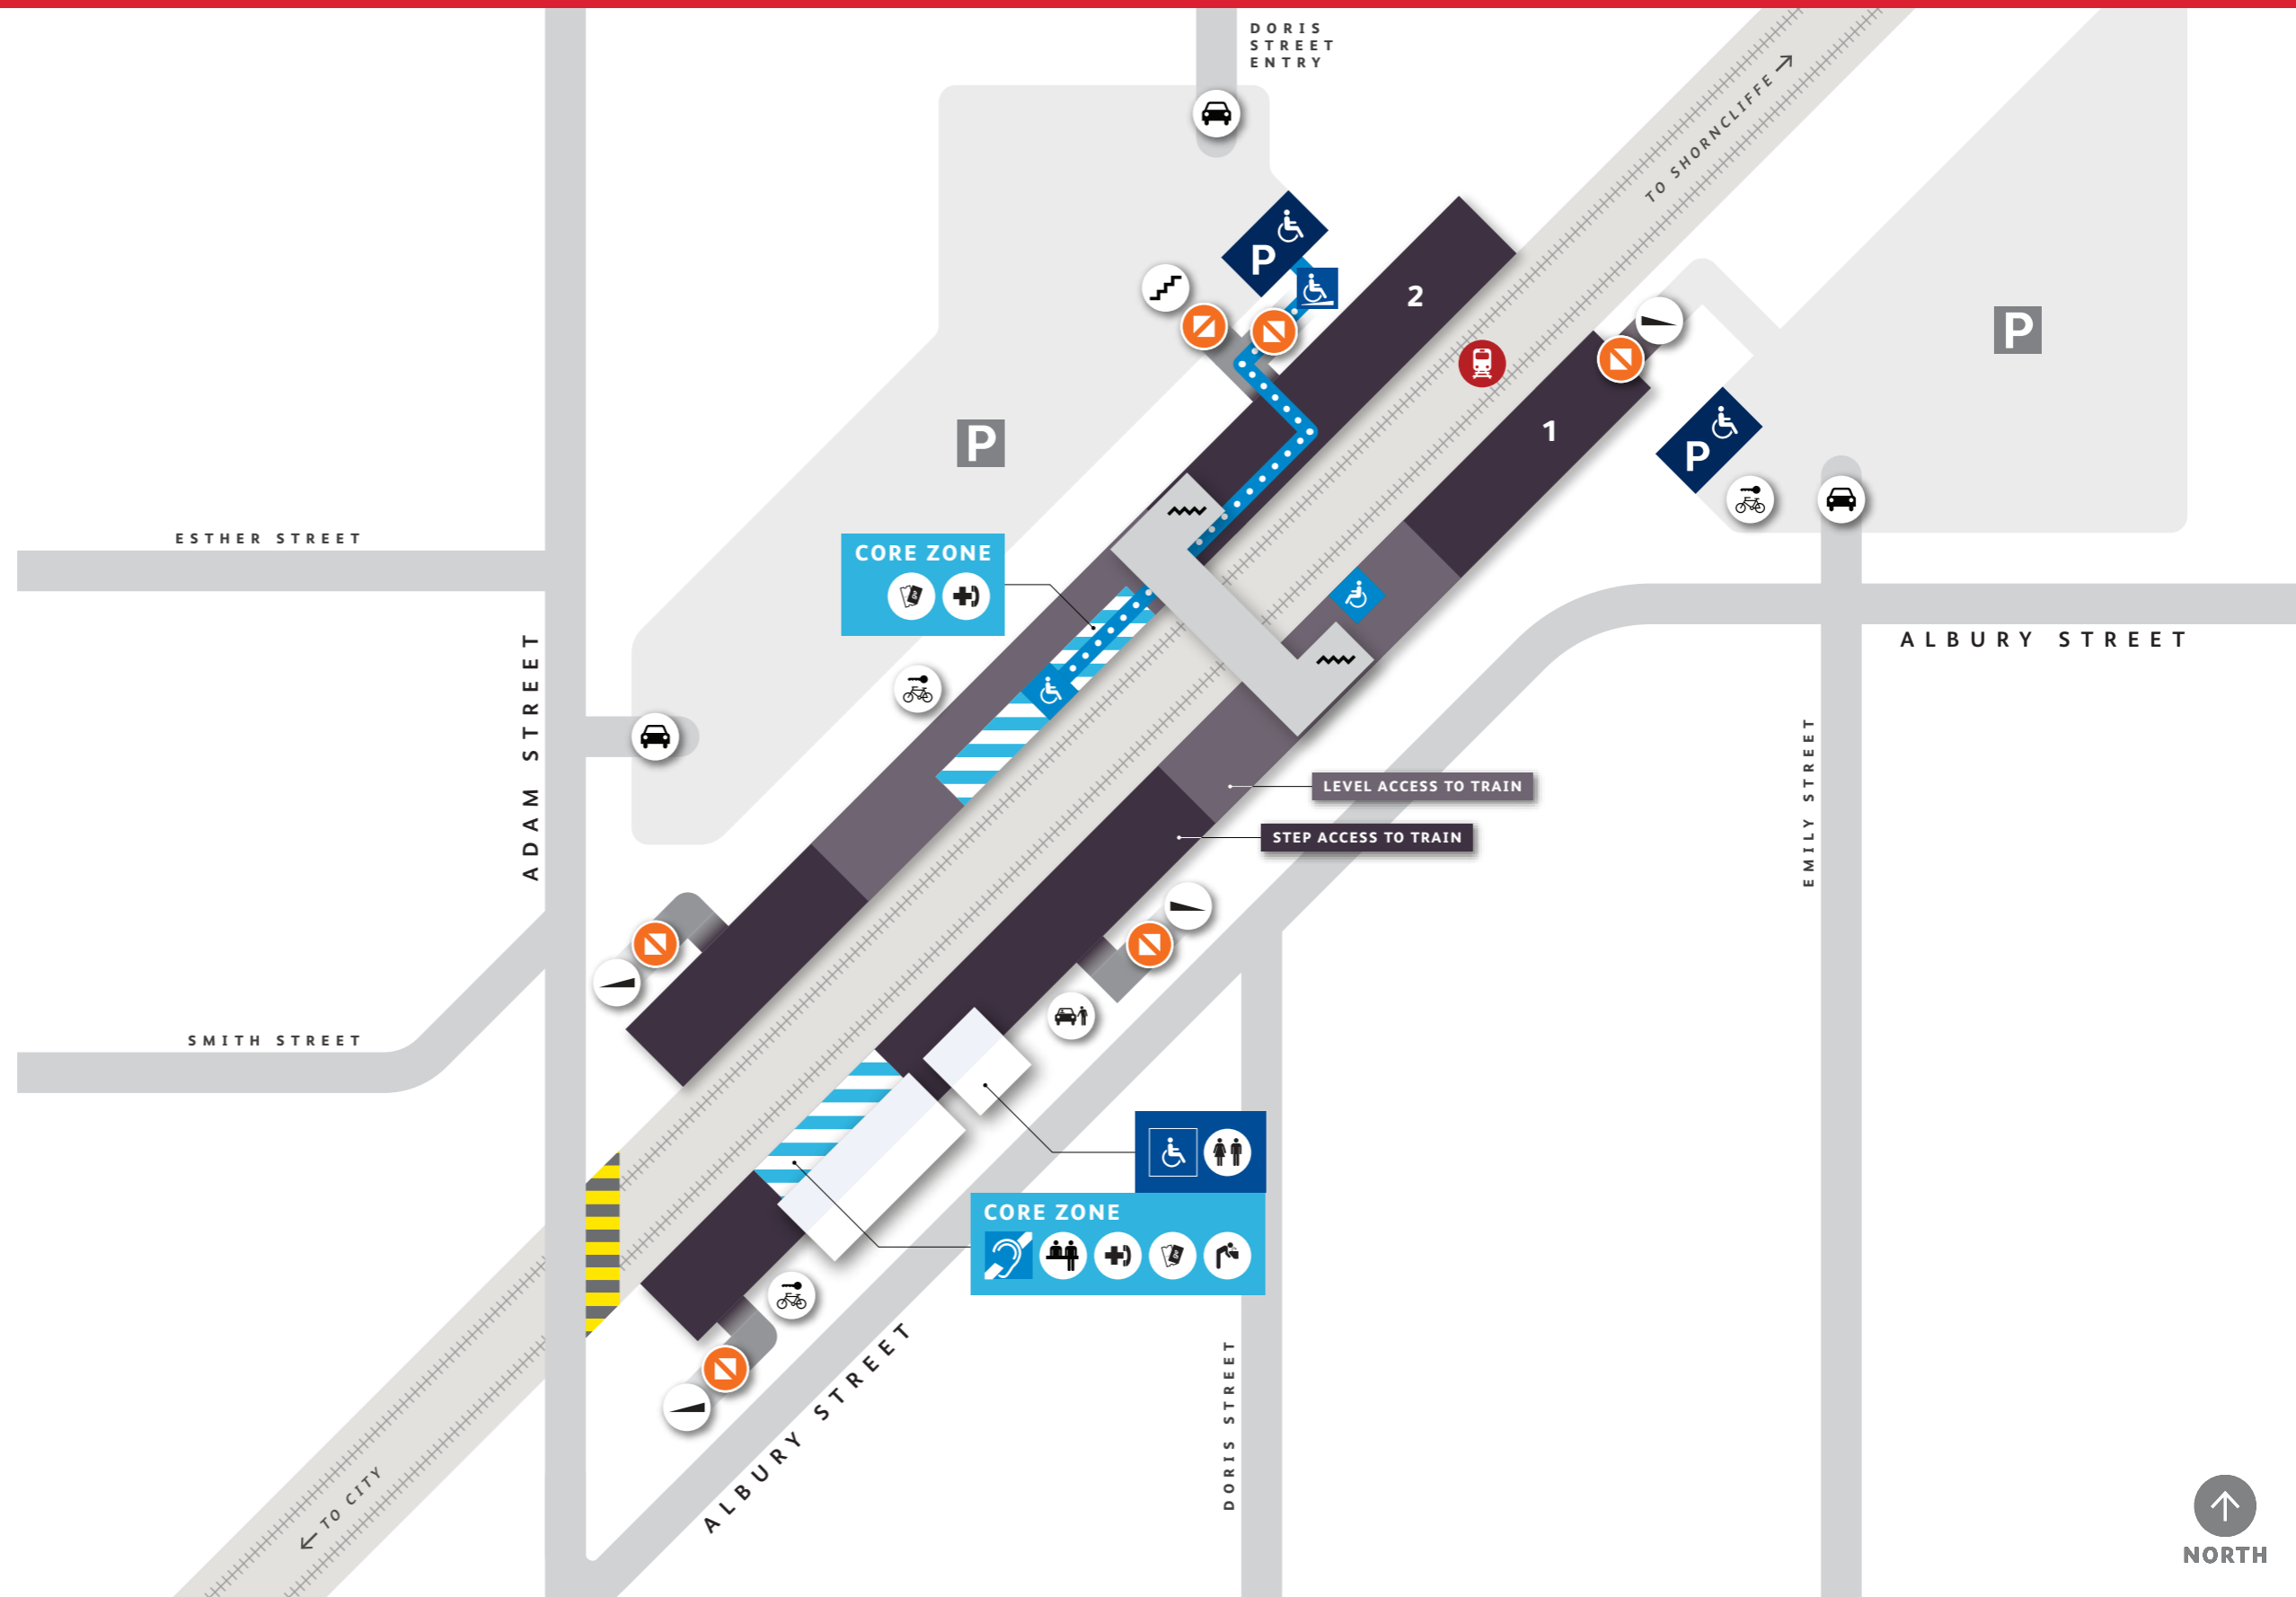 DORIS
STREET
ENTRY
TO SHORNCLIFFE
P
2
P
1
P
P
ESTHER STREET
CORE ZONE
ADAM STREET
ALBURY STREET
EMILY STREET
LEVEL ACCESS TO TRAIN
STEP ACCESS TO TRAIN
SMITH STREET
CORE ZONE
ALBURY STREET
DORIS STREET
TO CITY
NORTH